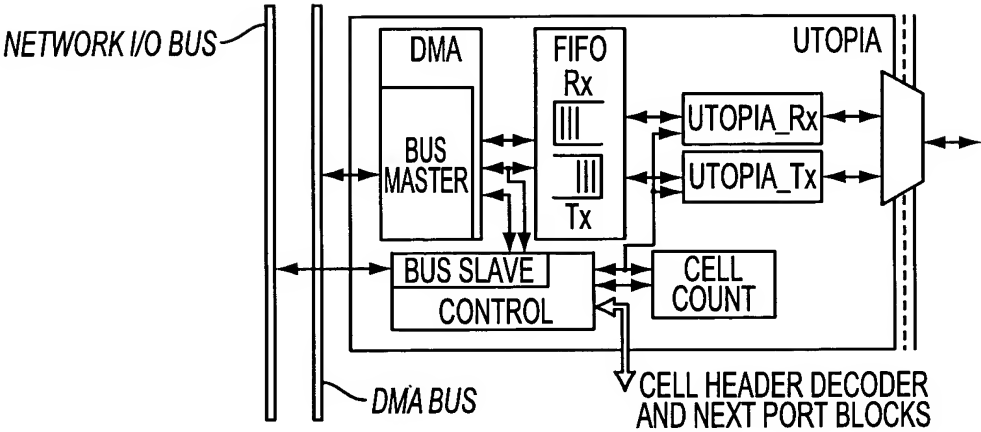 NETWORK I/O BUS
DMA
FIFO
Rx
UTOPIA
BUS
MASTER
UTOPIA_Rx
UTOPIA_Tx
Tx
BUS SLAVE
CONTROL
CELL
COUNT
DMA BUS
CELL HEADER DECODER
AND NEXT PORT BLOCKS